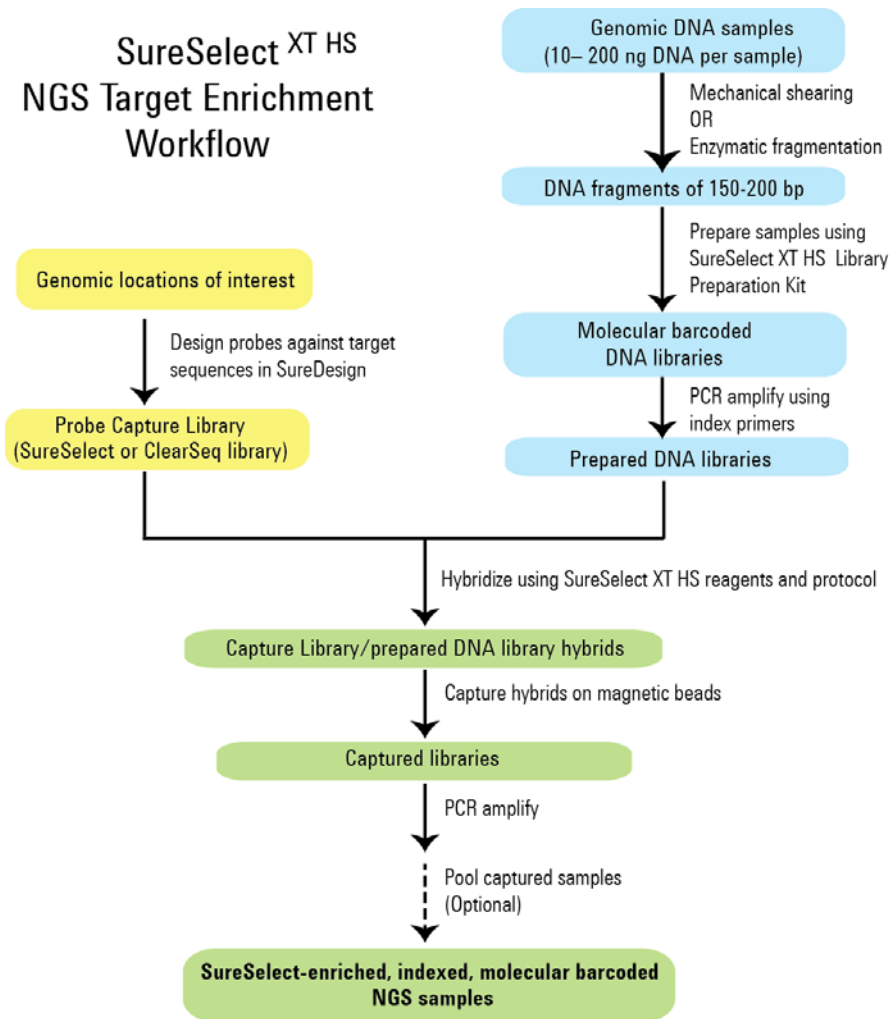 SureSelect XT HS
NGS Target Enrichment
Workflow
Genomic DNA samples
(10– 200 ng DNA per sample)
Mechanical shearing
OR
Enzymatic fragmentation
DNA fragments of 150-200 bp
Prepare samples using
SureSelect XT HS Library
Preparation Kit
Molecular barcoded
DNA libraries
PCR amplify using
index primers
Prepared DNA libraries
Genomic locations of interest
Design probes against target
sequences in SureDesign
Probe Capture Library
(SureSelect or ClearSeq library)
Hybridize using SureSelect XT HS reagents and protocol
Capture Library/prepared DNA library hybrids
Capture hybrids on magnetic beads
Captured libraries
PCR amplify
Pool captured samples
(Optional)
SureSelect-enriched, indexed, molecular barcoded
NGS samples